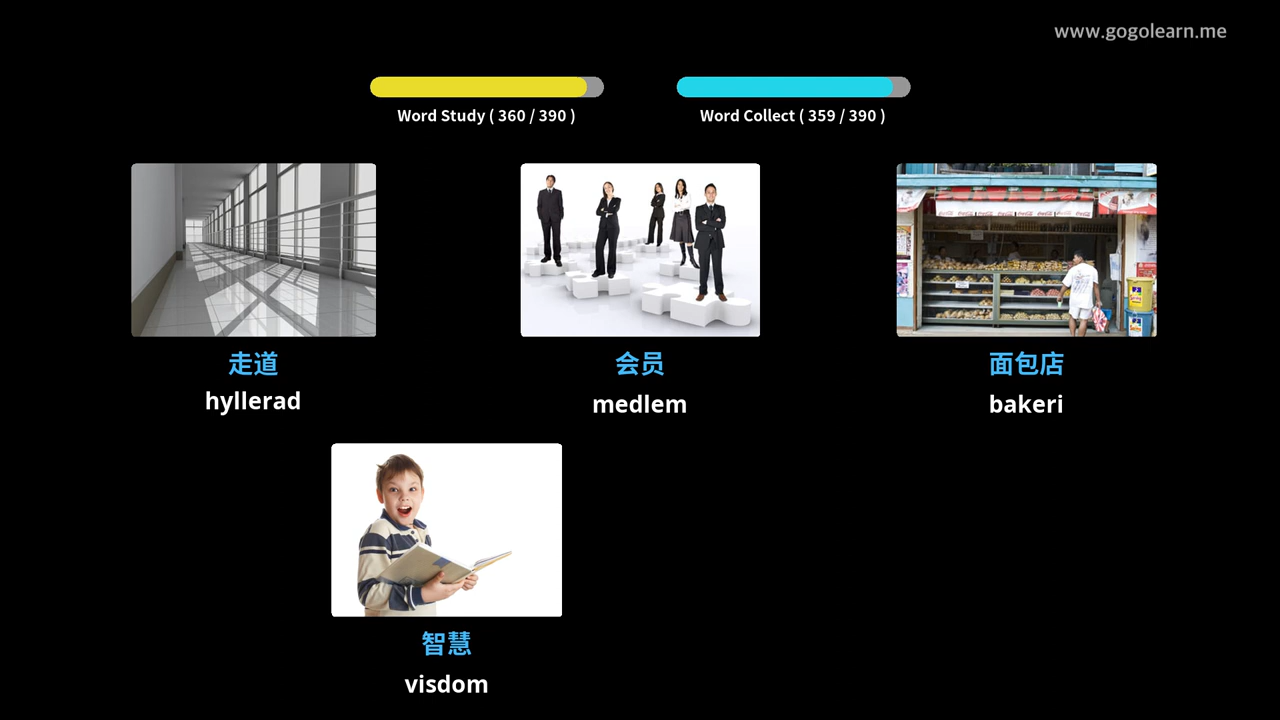 www.gogolearn.me
Word Study ( 360 / 390 )
Word Collect ( 359 / 390 )
走道
会员
面包店
hyllerad
medlem
bakeri
智慧
visdom